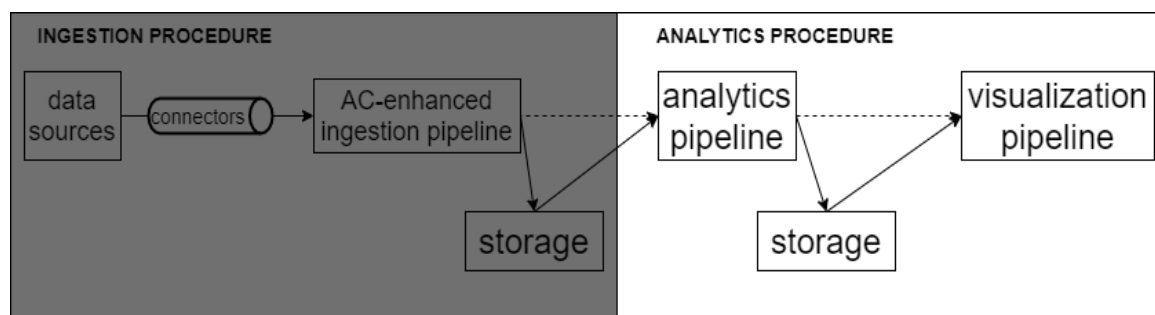 INGESTION PROCEDURE
ANALYTICS PROCEDURE
data
sources
connectors
AC-enhanced
ingestion pipeline
storage
analytics
pipeline
storage
visualization
pipeline